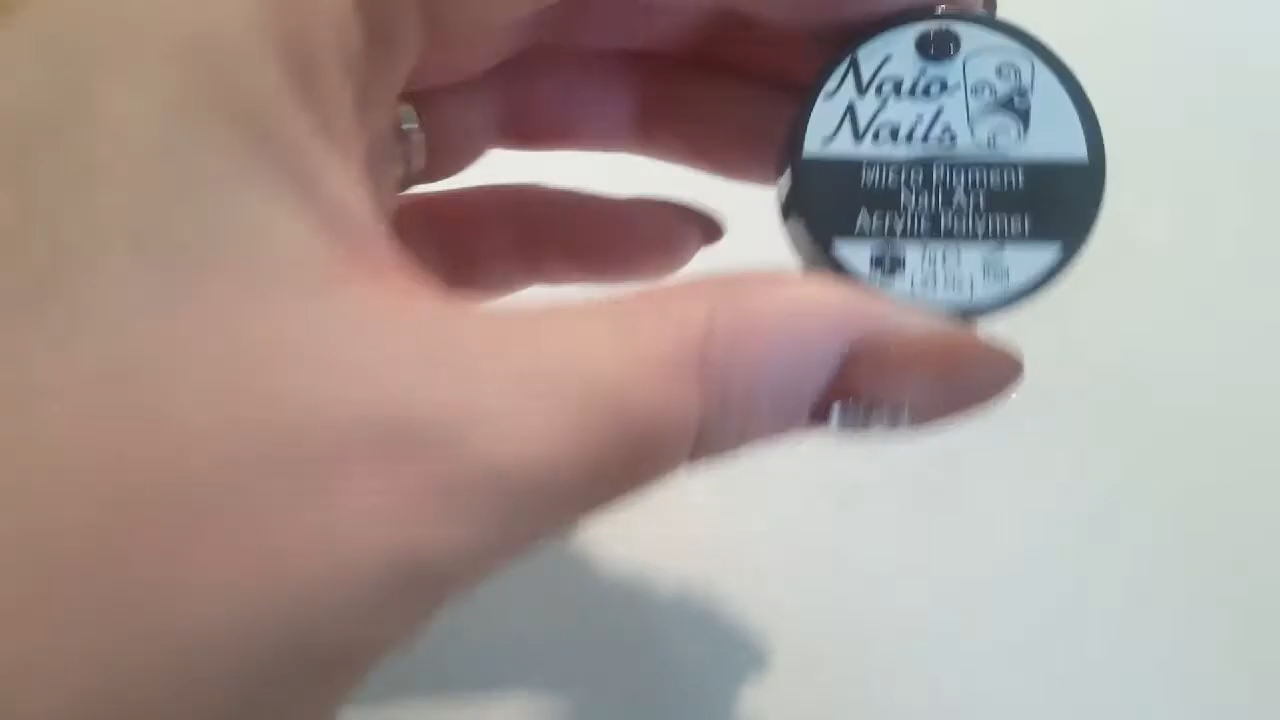 Naio
Nails
Micro Pigment
Nail Art
Acrylic Polymer